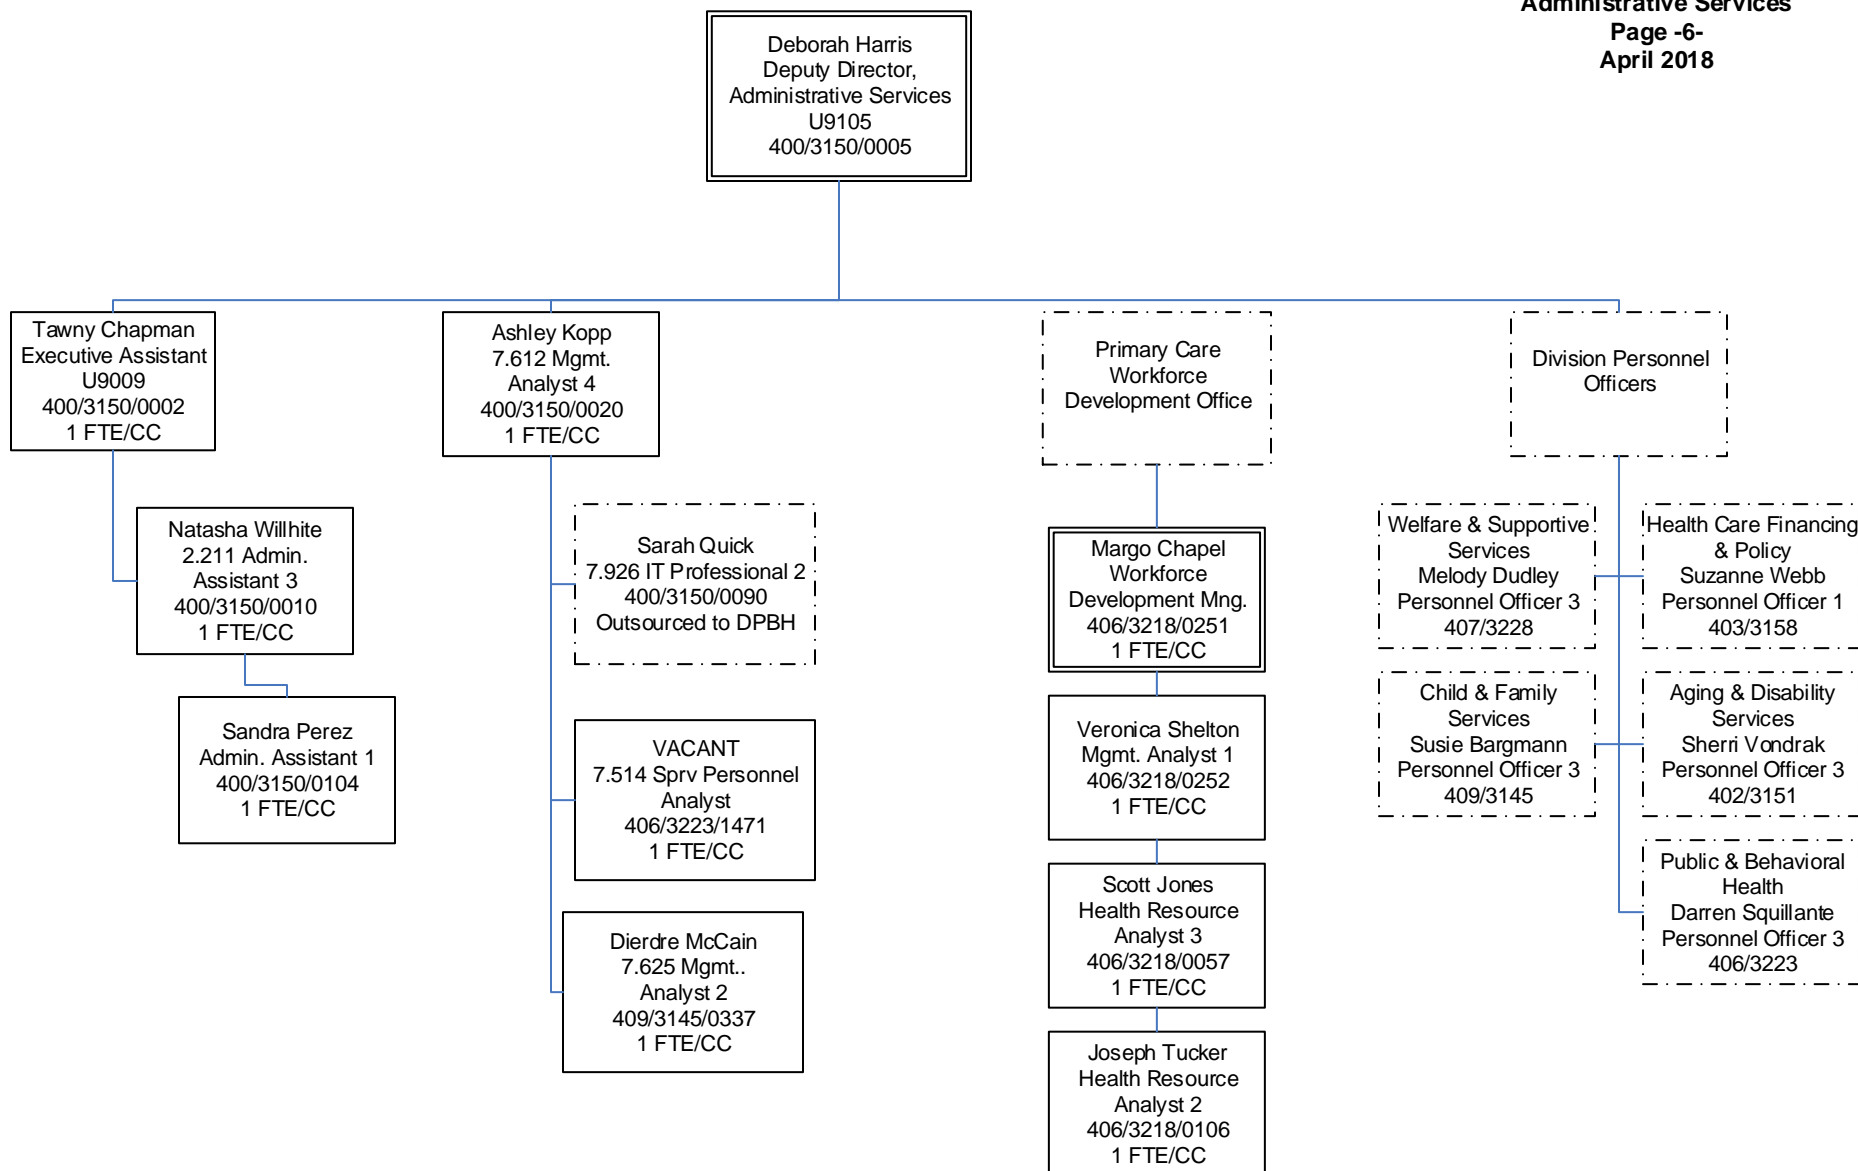 Administrative Services
Page -6-
April 2018
Deborah Harris
Deputy Director,
Administrative Services
U9105
400/3150/0005
Tawny Chapman
Executive Assistant
U9009
400/3150/0002
1 FTE/CC
Natasha Willhite
2.211 Admin.
Assistant 3
400/3150/0010
1 FTE/CC
Sandra Perez
Admin. Assistant 1
400/3150/0104
1 FTE/CC
Ashley Kopp
7.612 Mgmt.
Analyst 4
400/3150/0020
1 FTE/CC
Sarah Quick
7.926 IT Professional 2
400/3150/0090
Outsourced to DPBH
VACANT
7.514 Sprv Personnel
Analyst
406/3223/1471
1 FTE/CC
Dierdre McCain
7.625 Mgmt..
Analyst 2
409/3145/0337
1 FTE/CC
Primary Care
Workforce
Development Office
Margo Chapel
Workforce
Development Mng.
406/3218/0251
1 FTE/CC
Veronica Shelton
Mgmt. Analyst 1
406/3218/0252
1 FTE/CC
Scott Jones
Health Resource
Analyst 3
406/3218/0057
1 FTE/CC
Joseph Tucker
Health Resource
Analyst 2
406/3218/0106
1 FTE/CC
Division Personnel
Officers
Welfare & Supportive
Services
Melody Dudley
Personnel Officer 3
407/3228
Health Care Financing
& Policy
Suzanne Webb
Personnel Officer 1
403/3158
Child & Family
Services
Susie Bargmann
Personnel Officer 3
409/3145
Aging & Disability
Services
Sherri Vondrak
Personnel Officer 3
402/3151
Public & Behavioral
Health
Darren Squillante
Personnel Officer 3
406/3223